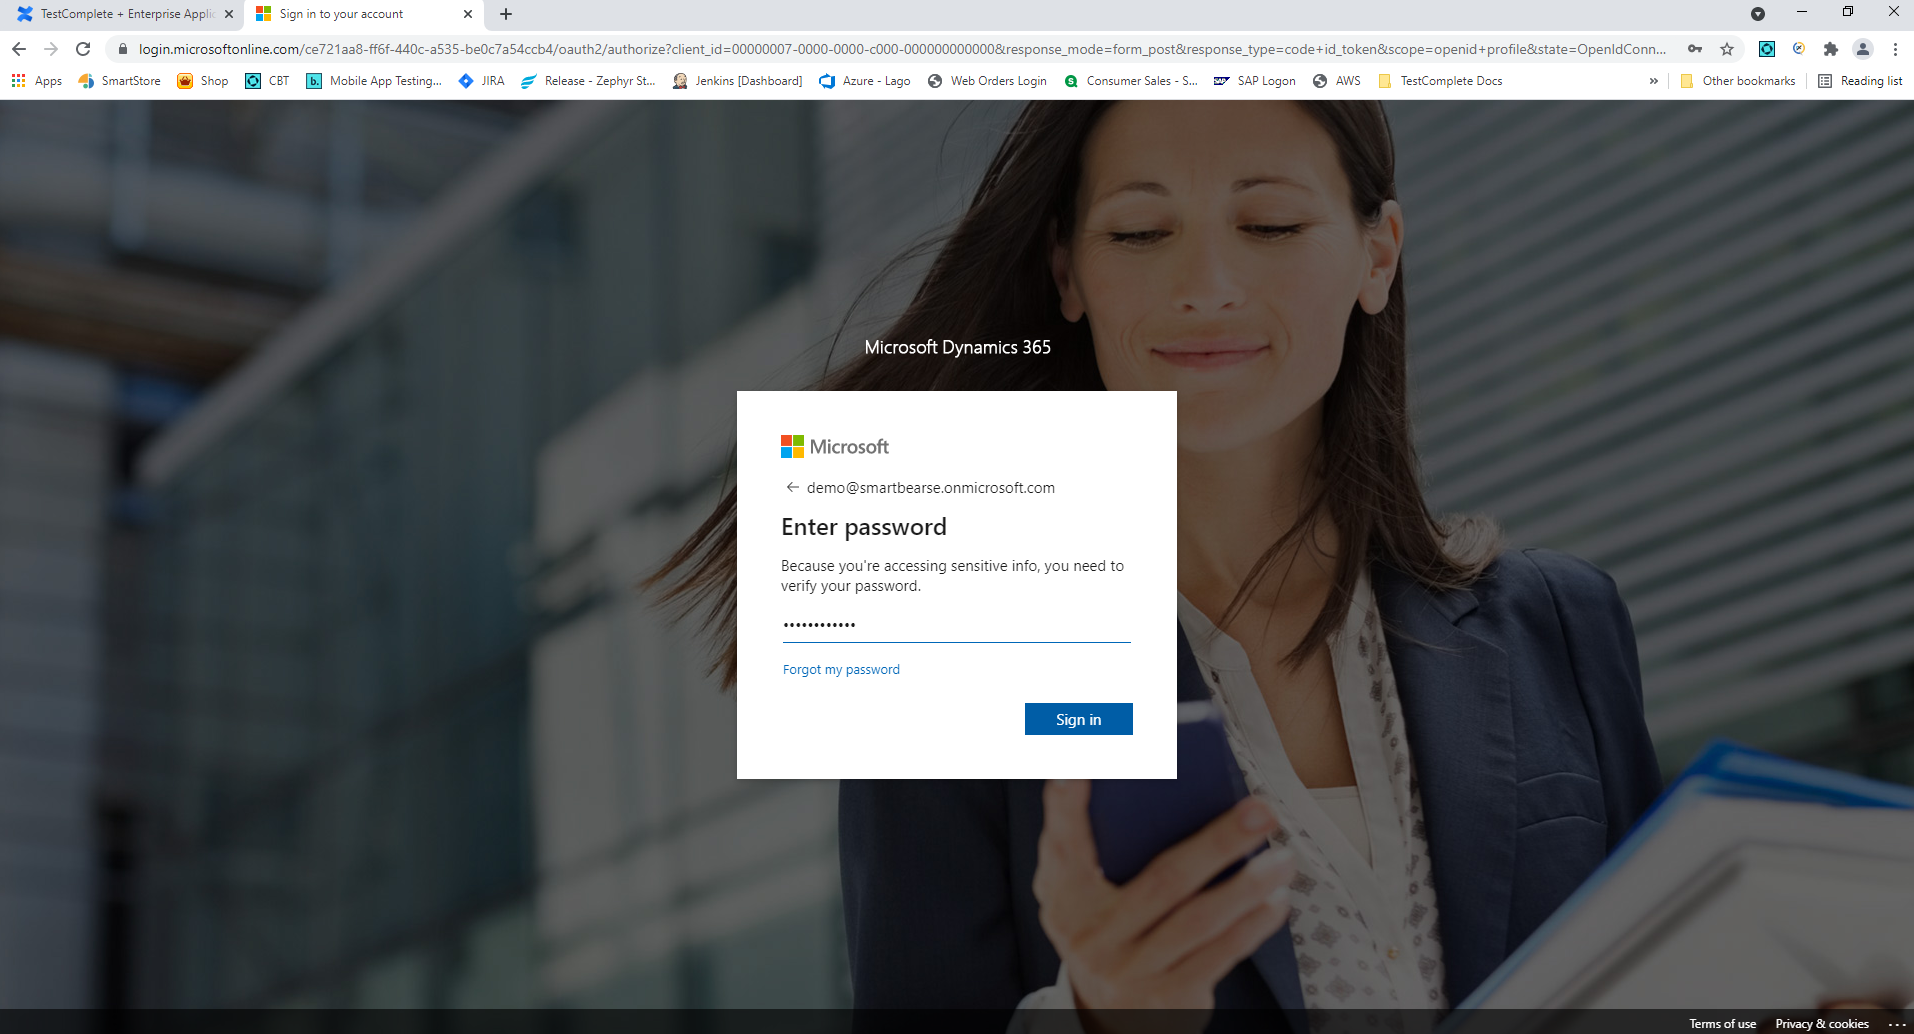 TestComplete + Enterprise Applic
Sign in to your account
login.microsoftonline.com/ce721aa8-ff6f-440c-a535-be0c7a54ccb4/oauth2/authorize?client_id=00000007-0000-0000-c000-000000000000&response_mode=form_post&response_type=code+id_token&scope=openid+profile&state=OpenIdConn...
Apps SmartStore Shop CBT Mobile App Testing... JIRA Release - Zephyr St... Jenkins [Dashboard] Azure - Lago Web Orders Login Consumer Sales - S... SAP Logon AWS TestComplete Docs » Other bookmarks Reading list
Microsoft Dynamics 365
Microsoft
demo@smartbearse.onmicrosoft.com
Enter password
Because you're accessing sensitive info, you need to
verify your password.
••••••••••••
Forgot my password
Sign in
Terms of use Privacy & cookies ...